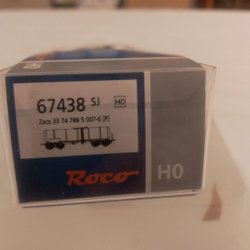 67438 SJ H0
Zacs 33 74 786 5 007-6 [P]
Roco H0